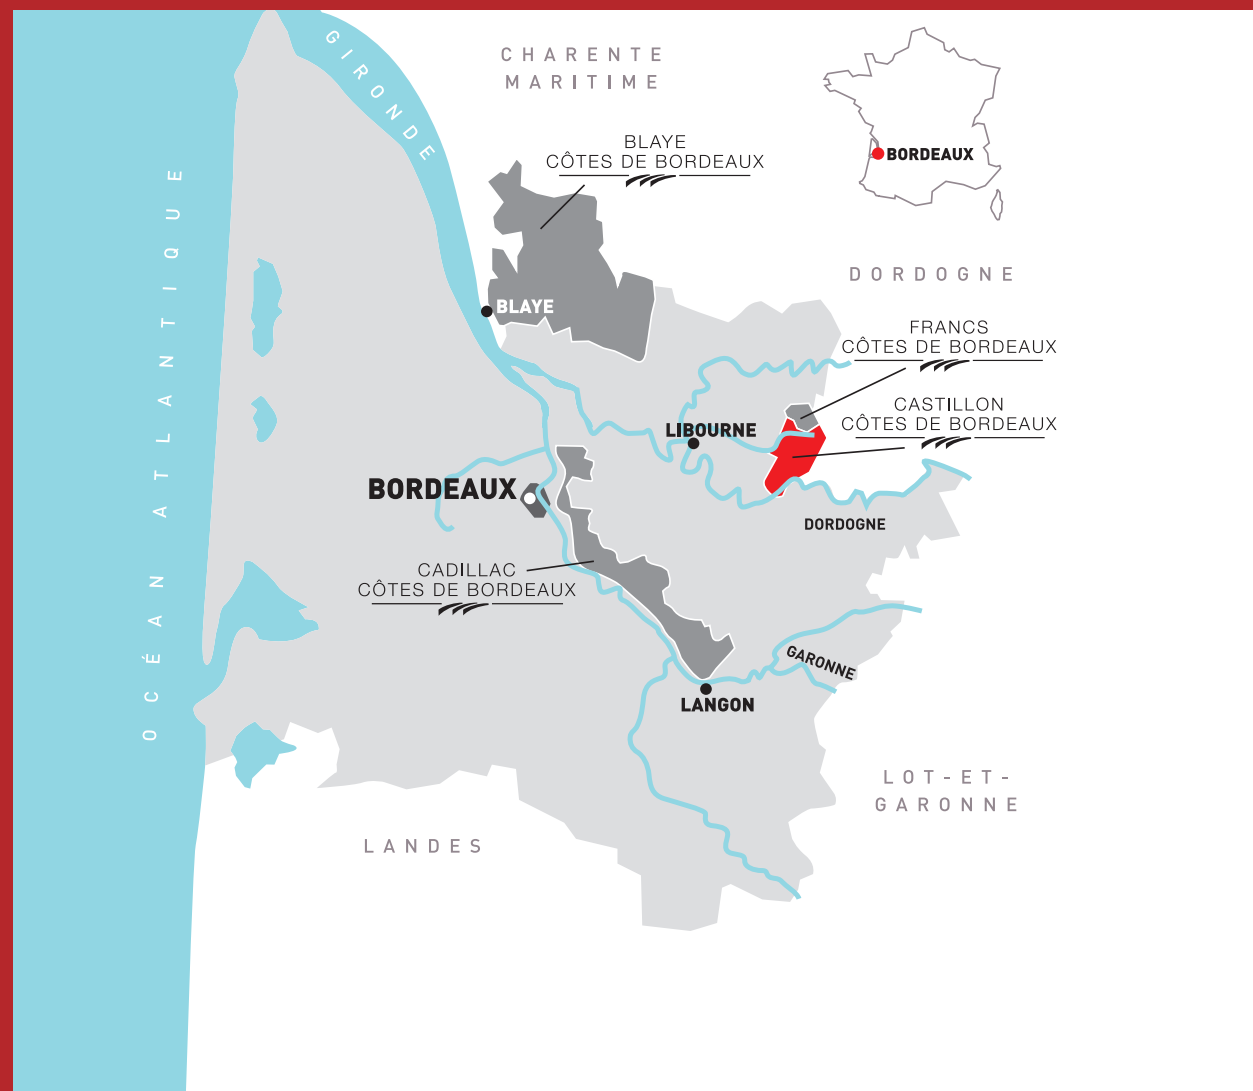 GIRONDE
CHARENTE
MARITIME
BLAYE
CÔTES DE BORDEAUX
BORDEAUX
OCÉAN ATLANTIQUE
DORDOGNE
BLAYE
FRANCS
CÔTES DE BORDEAUX
CASTILLON
CÔTES DE BORDEAUX
LIBOURNE
BORDEAUX
DORDOGNE
CADILLAC
CÔTES DE BORDEAUX
GARONNE
LANGON
LOT-ET-
GARONNE
LANDES